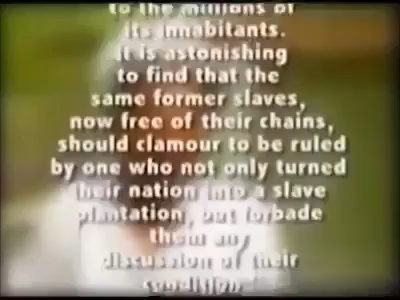 to the millions of
its inhabitants.
It is astonishing
to find that the
same former slaves,
now free of their chains,
should clamour to be ruled
by one who not only turned
their nation into a slave
plantation, but forbade
them any
discussion of their
condition